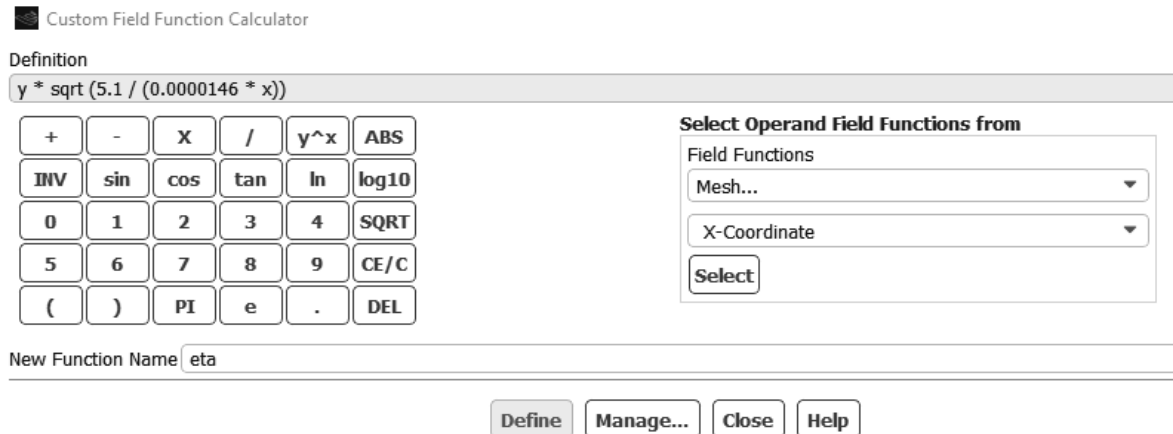 Custom Field Function Calculator
Definition
y * sqrt (5.1 / (0.0000146 * x))
+ - X / y^x ABS
INV sin cos tan ln log10
0 1 2 3 4 SQRT
5 6 7 8 9 CE/C
( ) PI e . DEL
Select Operand Field Functions from
Field Functions
Mesh...
X-Coordinate
Select
New Function Name eta
Define Manage... Close Help